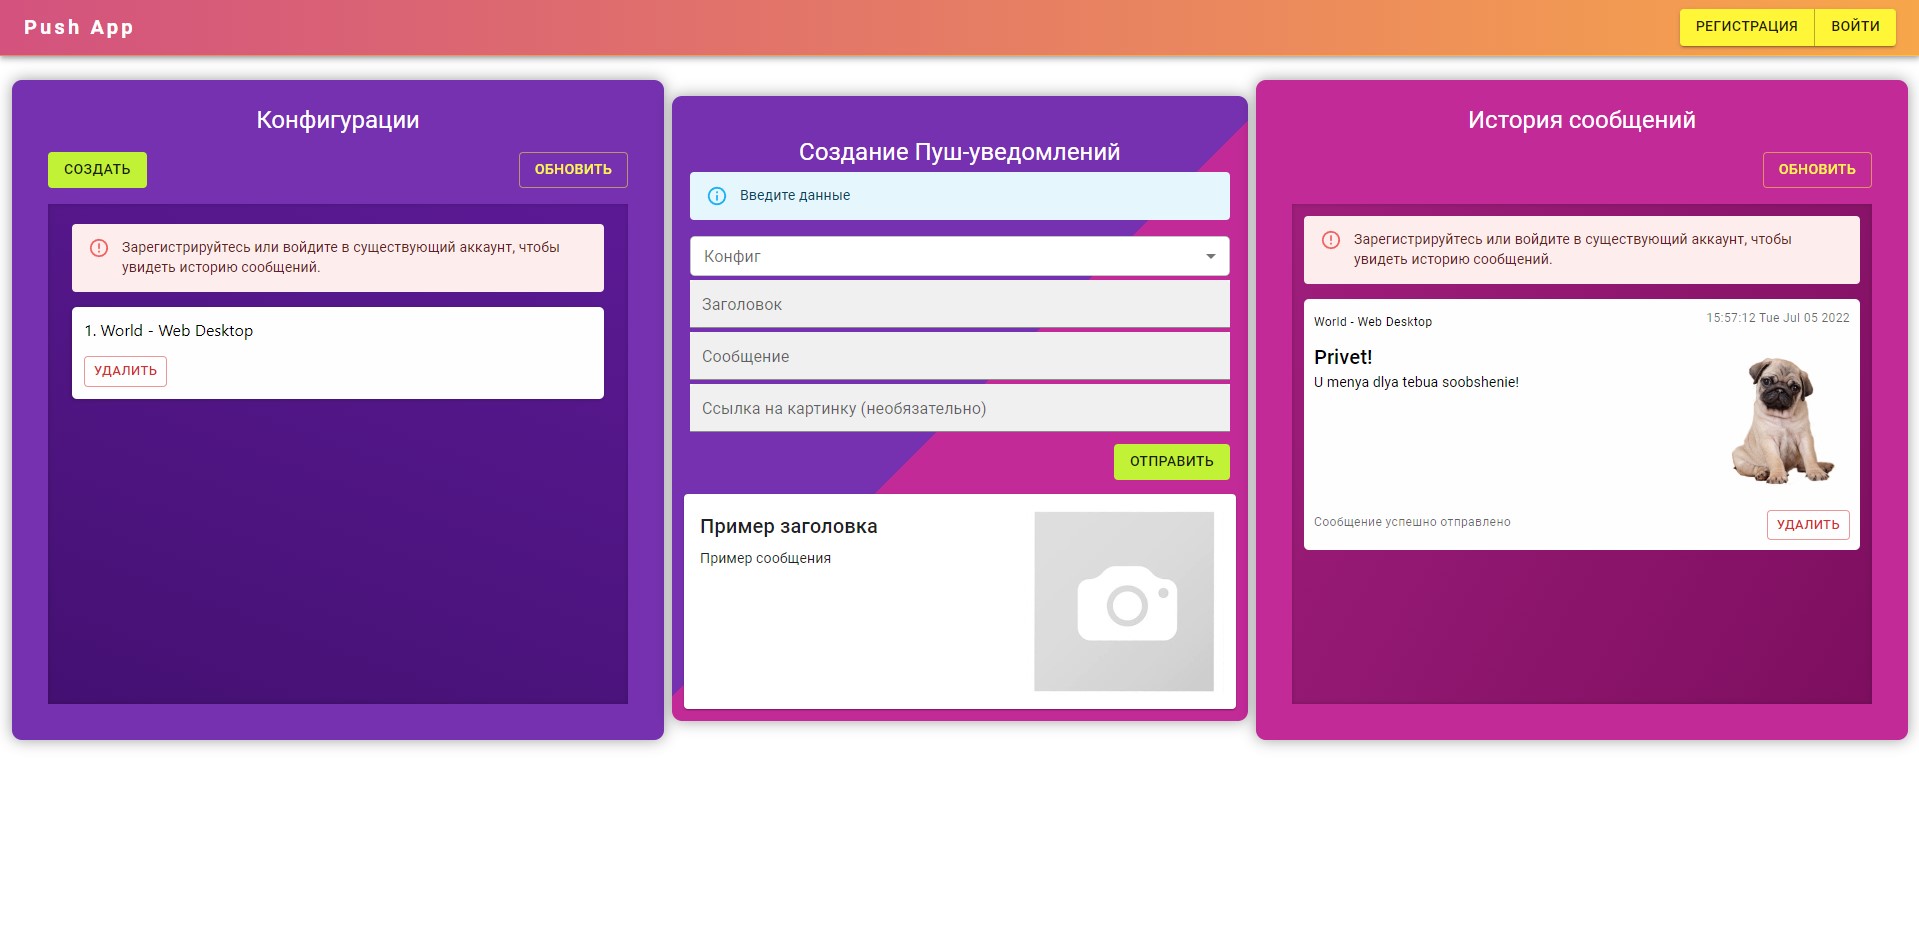 Push App
РЕГИСТРАЦИЯ
ВОЙТИ
Конфигурации
СОЗДАТЬ
ОБНОВИТЬ
Зарегистрируйтесь или войдите в существующий аккаунт, чтобы
увидеть историю сообщений.
1. World - Web Desktop
УДАЛИТЬ
Создание Пуш-уведомлений
Введите данные
Конфиг
Заголовок
Сообщение
Ссылка на картинку (необязательно)
ОТПРАВИТЬ
Пример заголовка
Пример сообщения
История сообщений
ОБНОВИТЬ
Зарегистрируйтесь или войдите в существующий аккаунт, чтобы
увидеть историю сообщений.
World - Web Desktop
15:57:12 Tue Jul 05 2022
Privet!
U menya dlya tebua soobshenie!
Сообщение успешно отправлено
УДАЛИТЬ